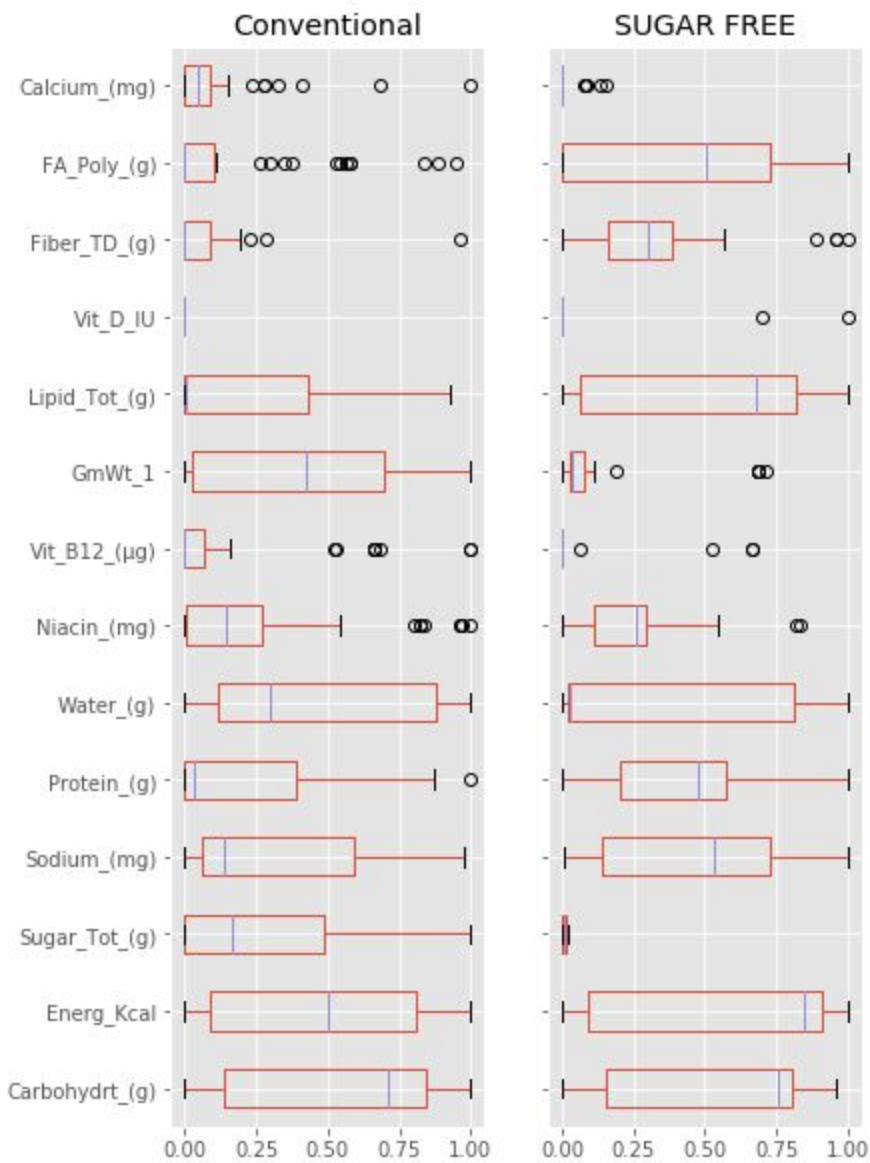 Conventional SUGAR FREE
Calcium_(mg)
FA_Poly_(g)
Fiber_TD_(g)
Vit_D_IU
Lipid_Tot_(g)
GmWt_1
Vit_B12_(µg)
Niacin_(mg)
Water_(g)
Protein_(g)
Sodium_(mg)
Sugar_Tot_(g)
Energ_Kcal
Carbohydrt_(g)
0.00 0.25 0.50 0.75 1.00 0.00 0.25 0.50 0.75 1.00